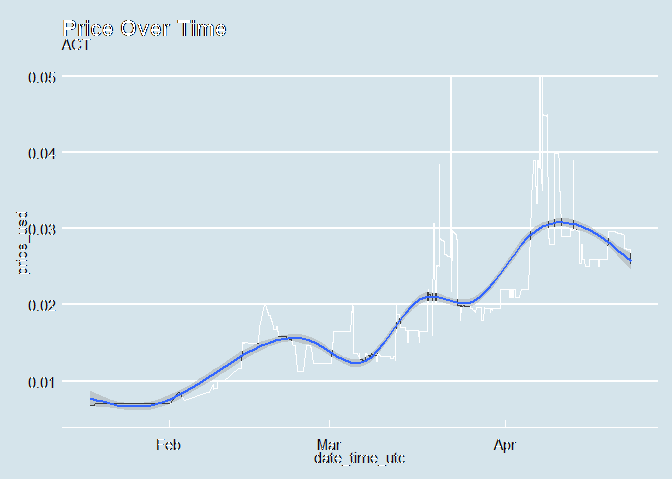 Price Over Time
ACT
0.05
0.04
0.03
price_usd
0.02
0.01
Feb
Mar
Apr
date_time_utc